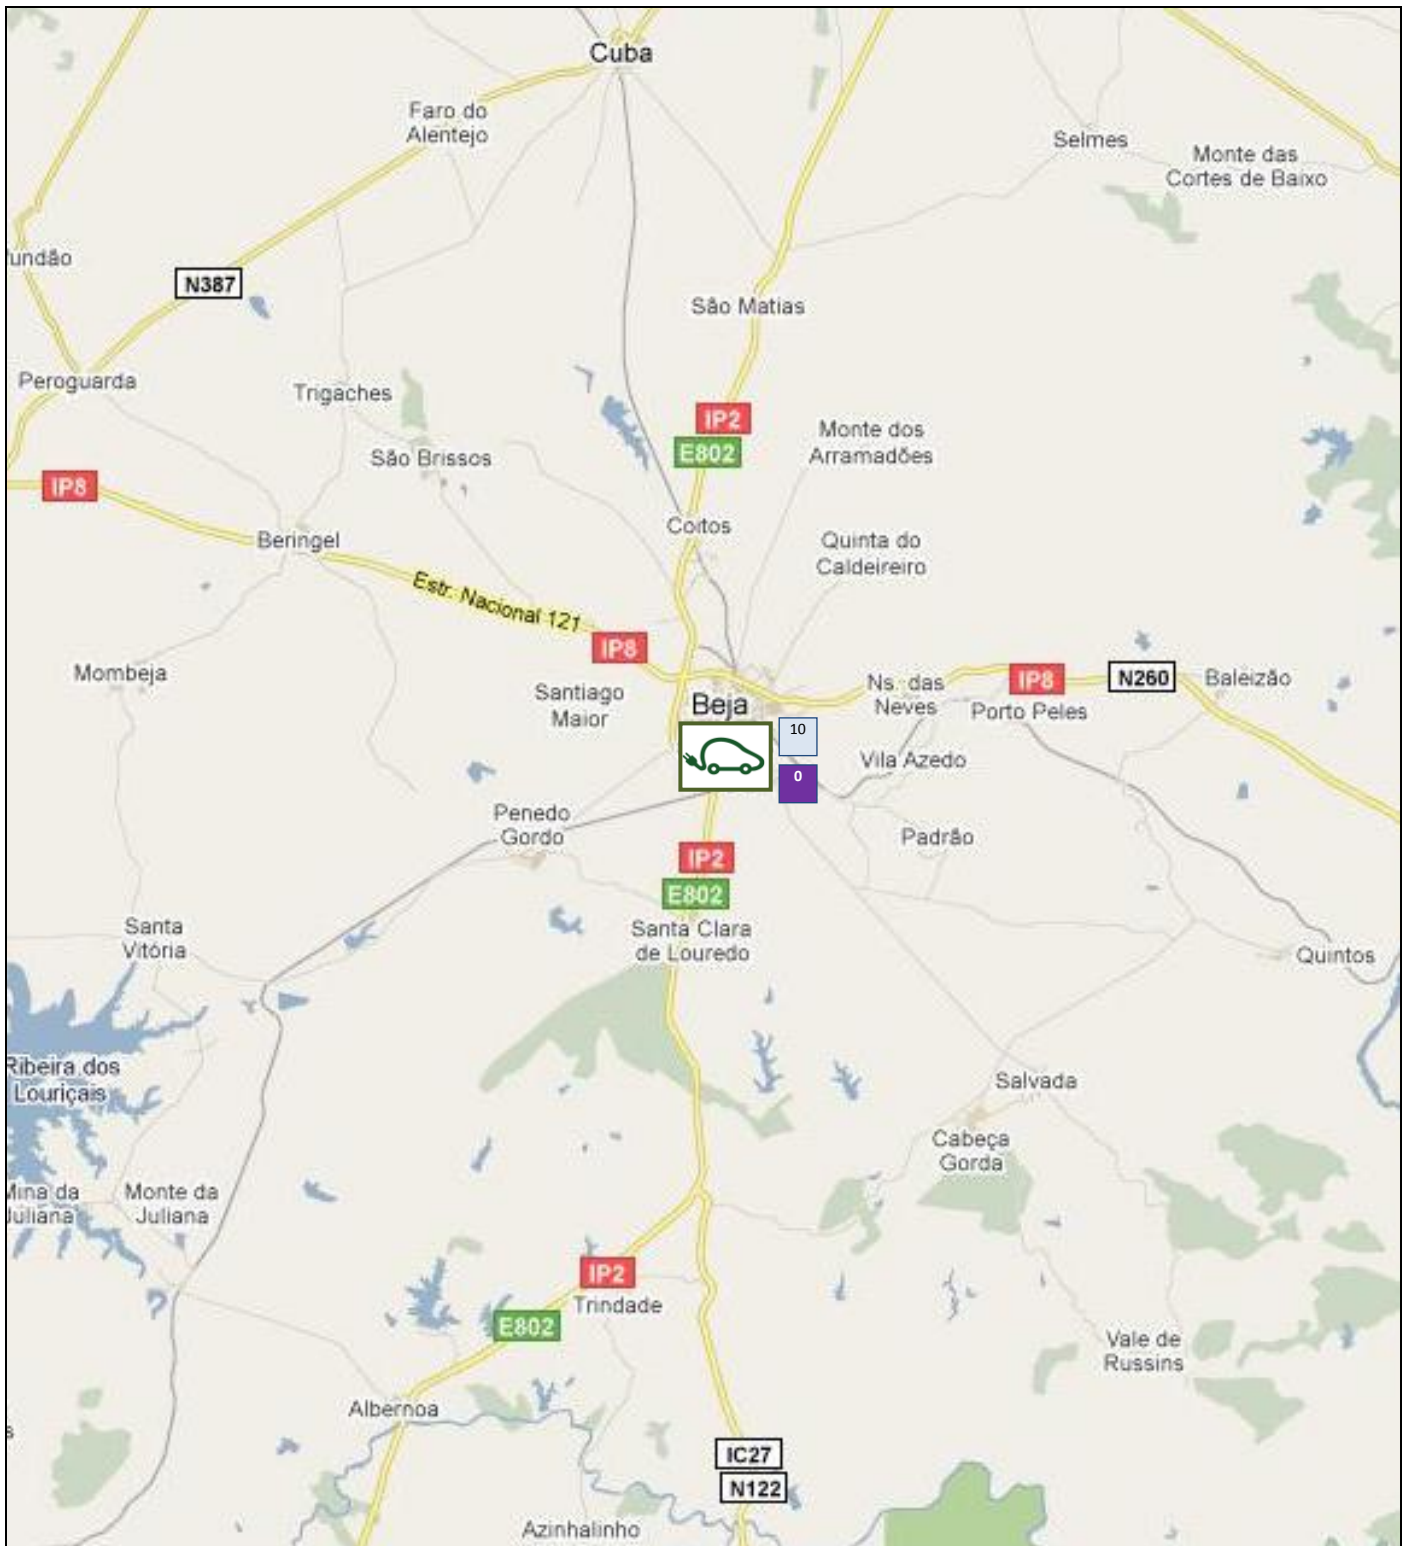 Cuba
Faro do
Alentejo
Selmes
Monte das
Cortes de Baixo
undão
N387
São Matias
Peroguarda
Trigaches
IP2
Monte dos
Arramadões
E802
São Brissos
IP8
Coitos
Beringel
Quinta do
Caldeireiro
Estr. Nacional 121
IP8
Mombeja
Santiago
Maior
Beja
Ns. das
Neves
IP8
N260
Baleizão
Porto Peles
10
0
Vila Azedo
Penedo
Gordo
Padrão
IP2
E802
Santa
Vitória
Santa Clara
de Louredo
Quintos
Ribeira dos
Louriçais
Salvada
Cabeça
Gorda
Mina da
Juliana
Monte da
Juliana
IP2
Trindade
E802
Vale de
Russins
Albernoa
s
IC27
N122
Azinhalinho